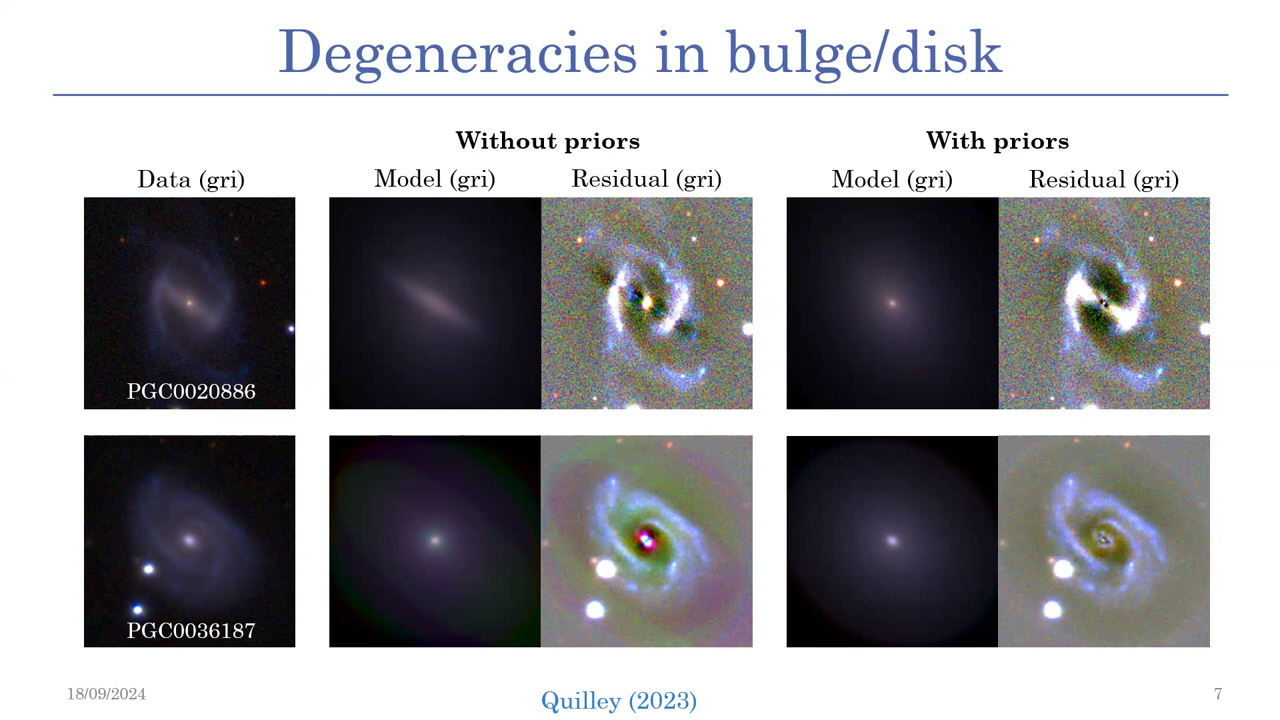 Degeneracies in bulge/disk
Without priors
With priors
Data (gri)
Model (gri)
Residual (gri)
Model (gri)
Residual (gri)
PGC0020886
PGC0036187
18/09/2024
Quilley (2023)
7